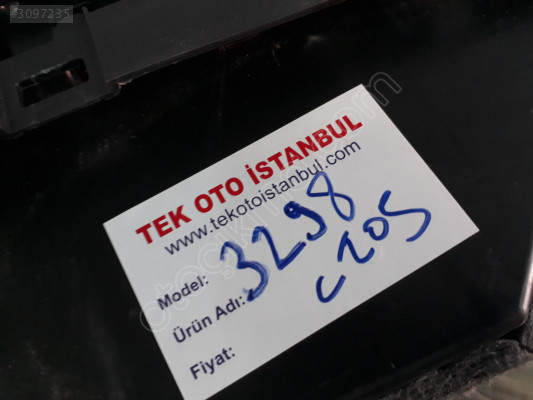 #3097235
TEK OTO İSTANBUL
www.tekotoistanbul.com
Model: 3298
Ürün Adı: C205
Fiyat: